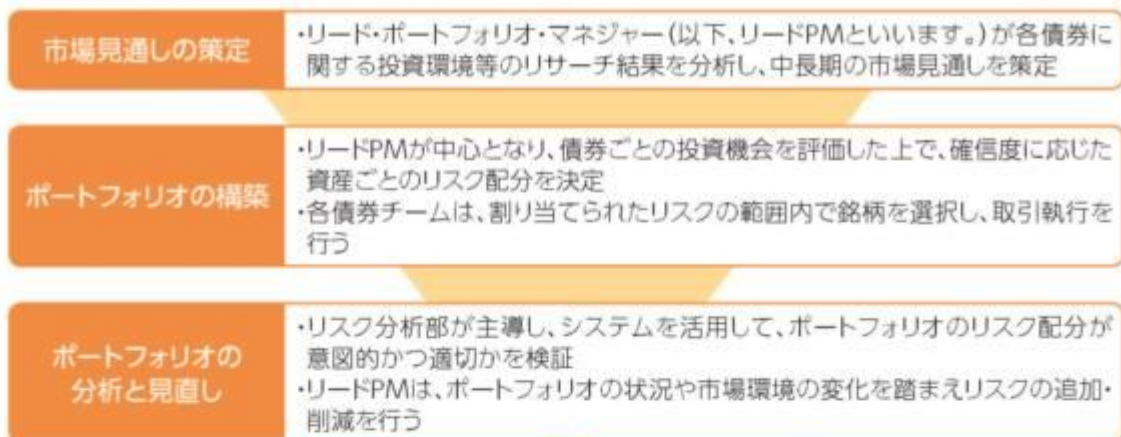 市場見通しの策定
・リード・ポートフォリオ・マネジャー(以下、リードPMといいます。)が各債券に
関する投資環境等のリサーチ結果を分析し、中長期の市場見通しを策定
ポートフォリオの構築
・リードPMが中心となり、債券ごとの投資機会を評価した上で、確信度に応じた
資産ごとのリスク配分を決定
・各債券チームは、割り当てられたリスクの範囲内で銘柄を選択し、取引執行を
行う
ポートフォリオの
分析と見直し
・リスク分析部が主導し、システムを活用して、ポートフォリオのリスク配分が
意図的かつ適切かを検証
・リードPMは、ポートフォリオの状況や市場環境の変化を踏まえリスクの追加・
削減を行う